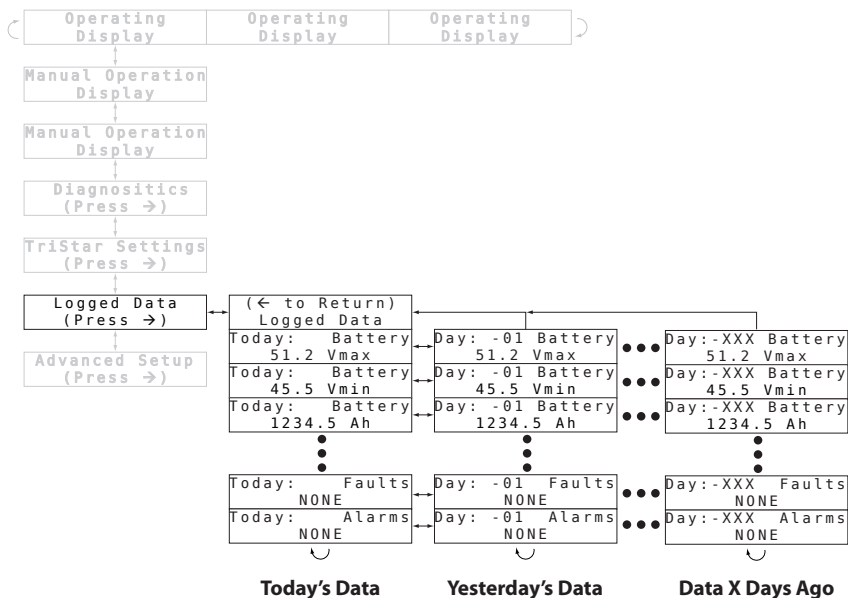 Operating Display
Operating Display
Operating Display
Manual Operation Display
Manual Operation Display
Diagnositics (Press →)
TriStar Settings (Press →)
Logged Data (Press →)
Advanced Setup (Press →)
(← to Return) Logged Data
Today: Battery
51.2 Vmax
Today: Battery
45.5 Vmin
Today: Battery
1234.5 Ah
Today: Faults
NONE
Today: Alarms
NONE
Today's Data
Day: -01 Battery
51.2 Vmax
Day: -01 Battery
45.5 Vmin
Day: -01 Battery
1234.5 Ah
Day: -01 Faults
NONE
Day: -01 Alarms
NONE
Yesterday's Data
Day:-XXX Battery
51.2 Vmax
Day:-XXX Battery
45.5 Vmin
Day:-XXX Battery
1234.5 Ah
Day:-XXX Faults
NONE
Day:-XXX Alarms
NONE
Data X Days Ago